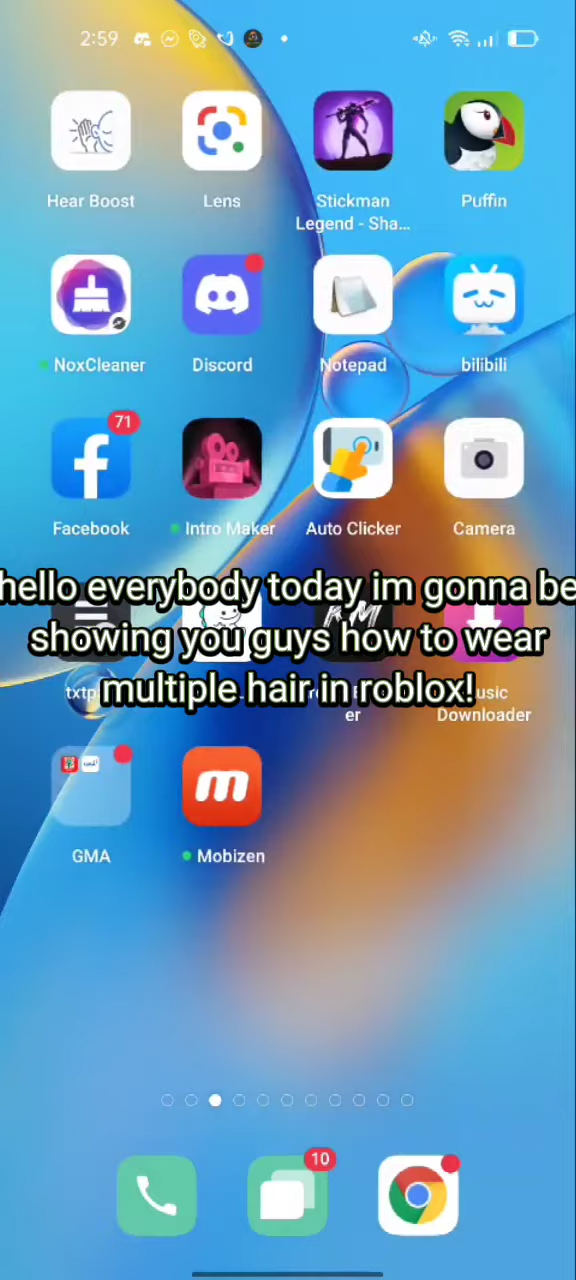 2:59
Hear Boost
Lens
Stickman
Legend - Sha...
Puffin
NoxCleaner
Discord
Notepad
bilibili
71
Facebook
Intro Maker
Auto Clicker
Camera
hello everybody today im gonna be
showing you guys how to wear
multiple hair in roblox!
KM
txtp
er
usic
Downloader
GMA
m
Mobizen
10